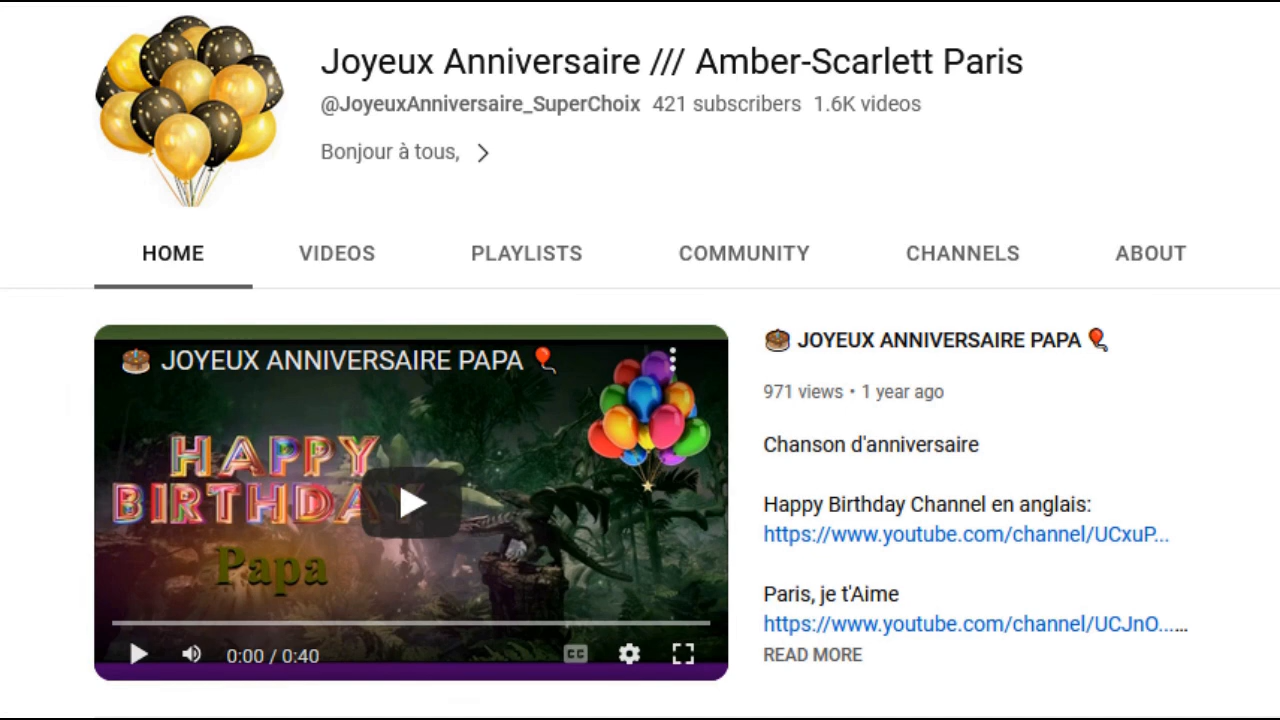 Joyeux Anniversaire /// Amber-Scarlett Paris
@JoyeuxAnniversaire_SuperChoix 421 subscribers 1.6K videos
Bonjour à tous,
HOME VIDEOS PLAYLISTS COMMUNITY CHANNELS ABOUT
🎂 JOYEUX ANNIVERSAIRE PAPA 🎈
HAPPY
BIRTHDAY
Papa
0:00 / 0:40
CC
🎂 JOYEUX ANNIVERSAIRE PAPA 🎈
971 views • 1 year ago
Chanson d'anniversaire
Happy Birthday Channel en anglais:
https://www.youtube.com/channel/UCxuP...
Paris, je t'Aime
https://www.youtube.com/channel/UCJnO......
READ MORE